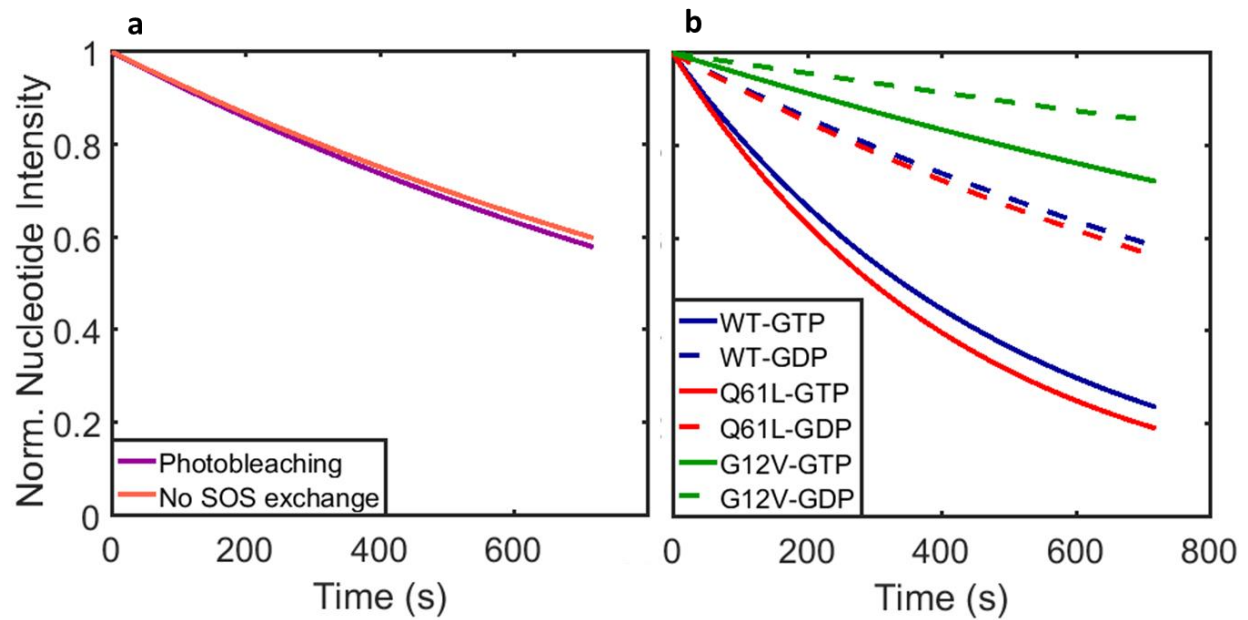 a
b
Norm. Nucleotide Intensity
1
0.8
0.6
0.4
0.2
0
Photobleaching
No SOS exchange
0
200
400
600
Time (s)
WT-GTP
WT-GDP
Q61L-GTP
Q61L-GDP
G12V-GTP
G12V-GDP
0
200
400
600
800
Time (s)